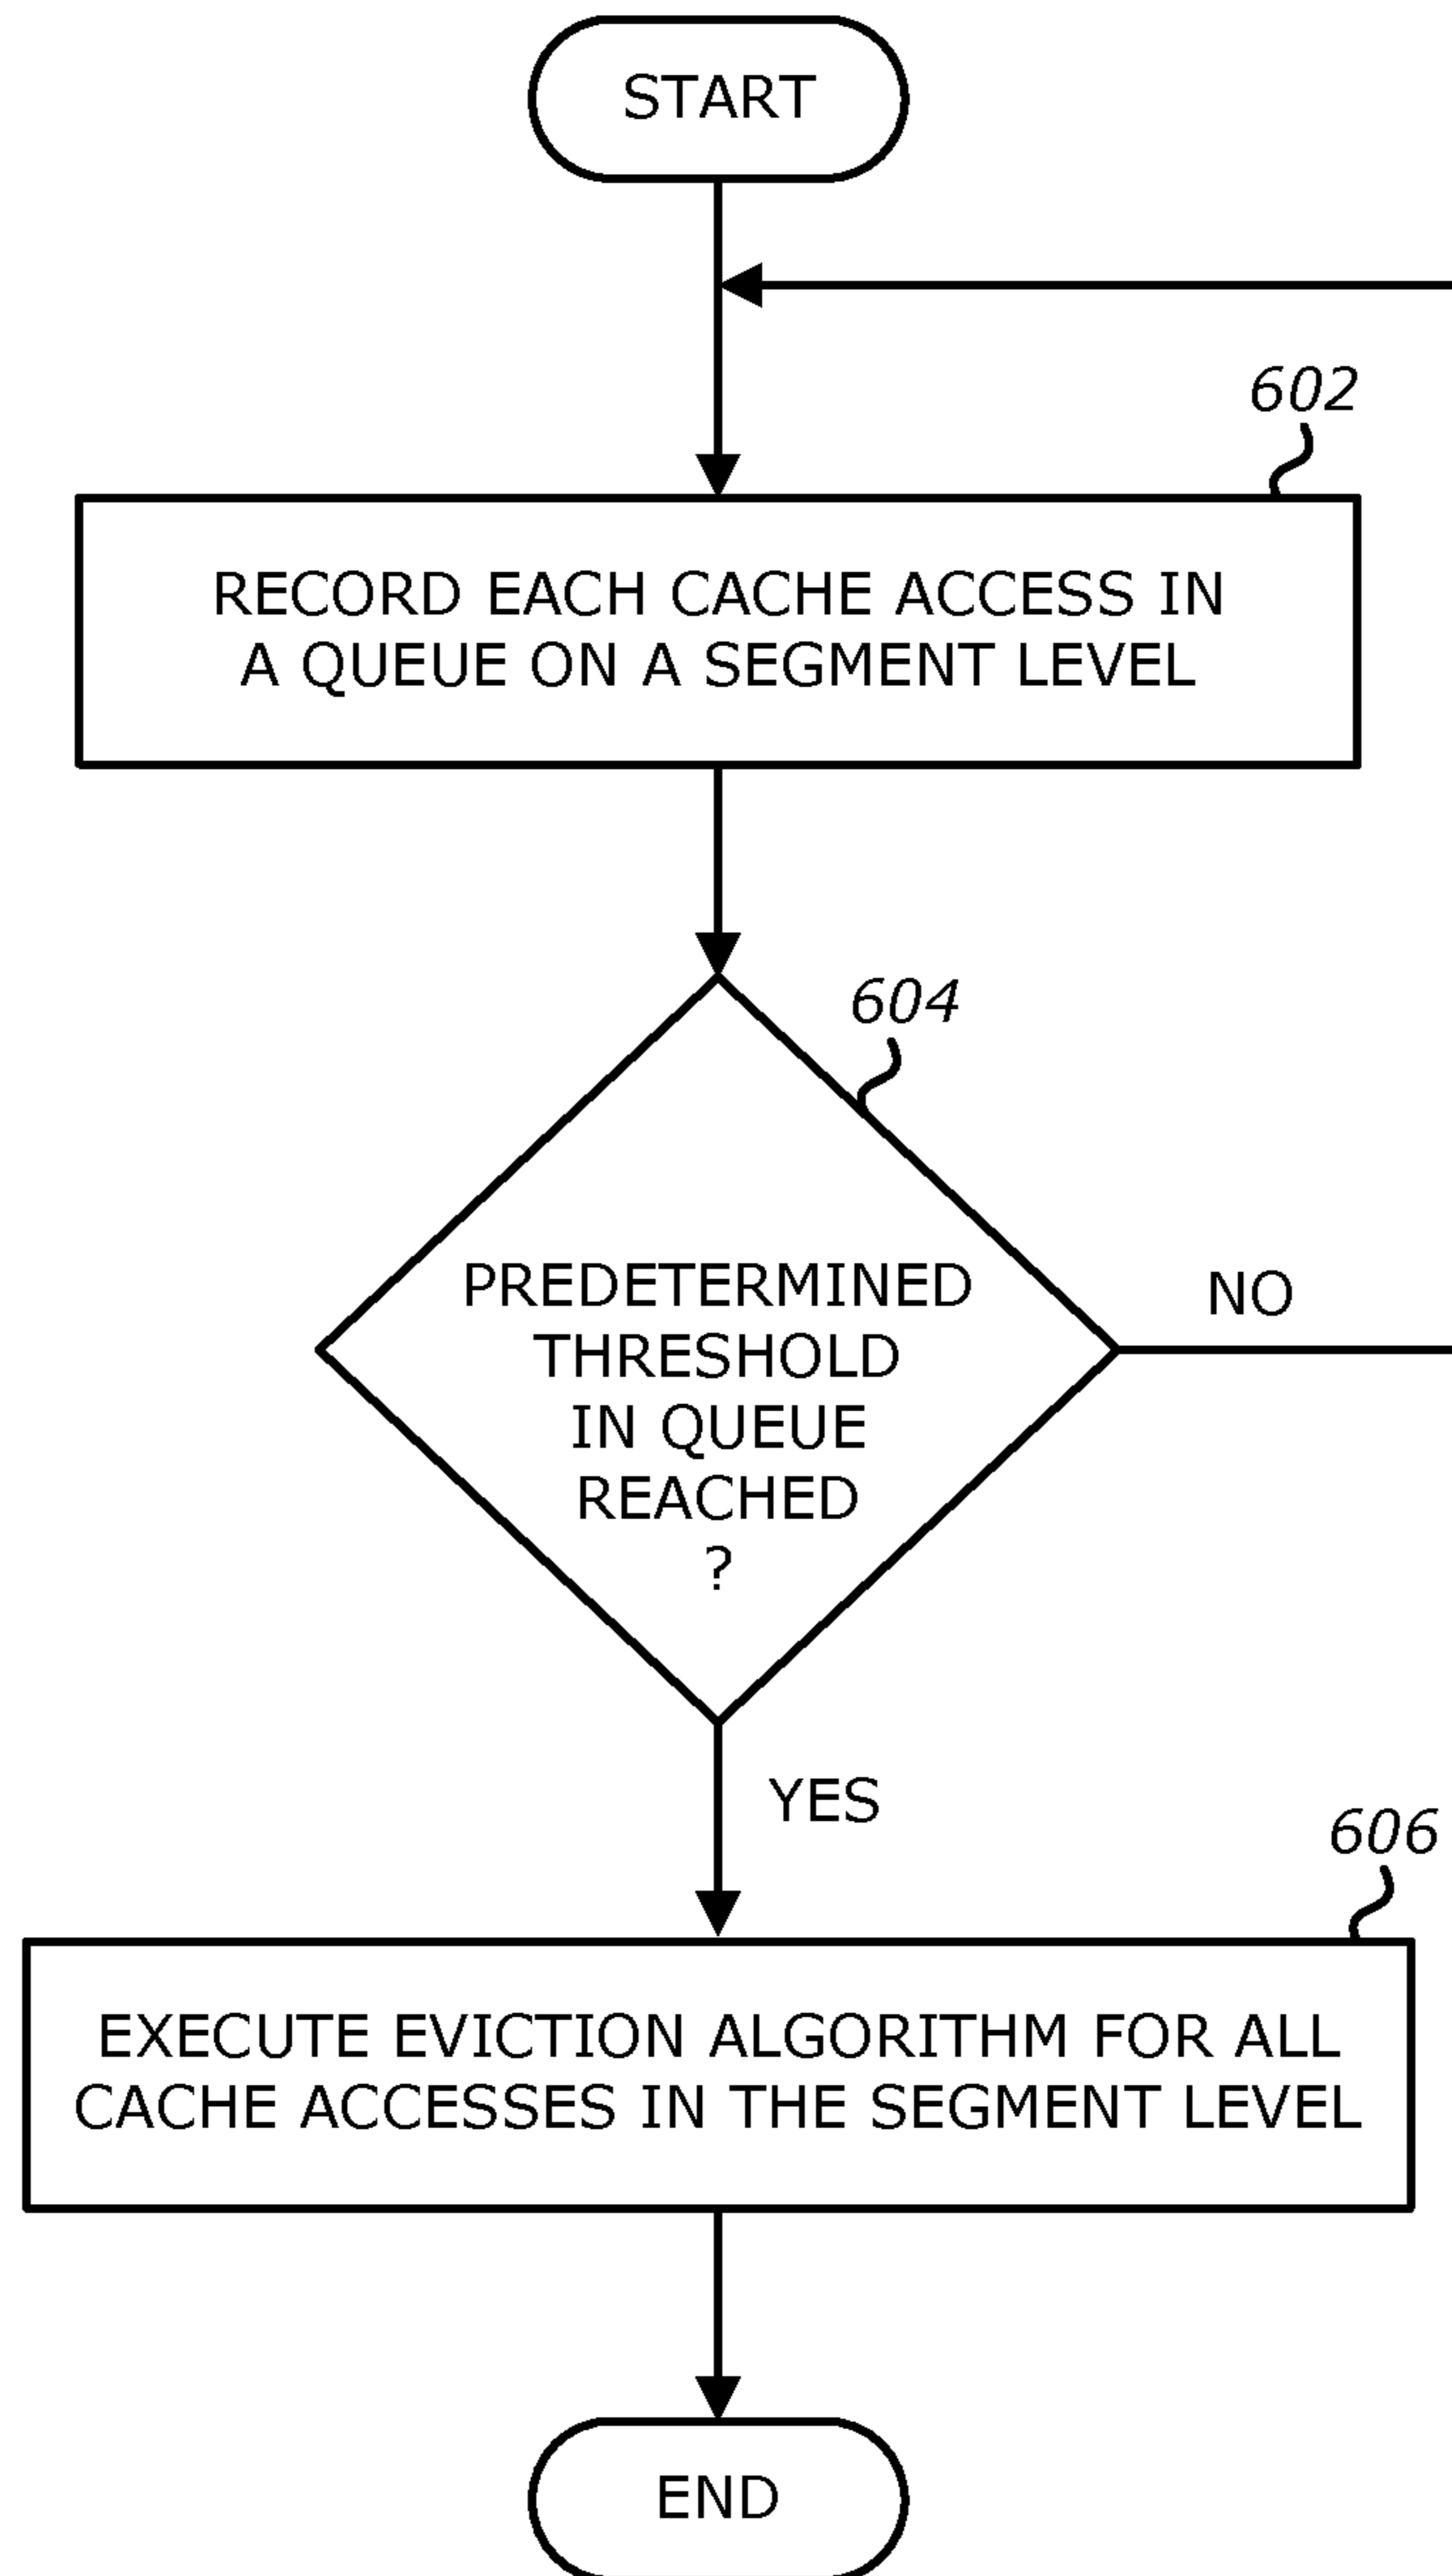 START
602
RECORD EACH CACHE ACCESS IN
A QUEUE ON A SEGMENT LEVEL
604
PREDETERMINED
THRESHOLD
IN QUEUE
REACHED
?
NO
YES
606
EXECUTE EVICTION ALGORITHM FOR ALL
CACHE ACCESSES IN THE SEGMENT LEVEL
END